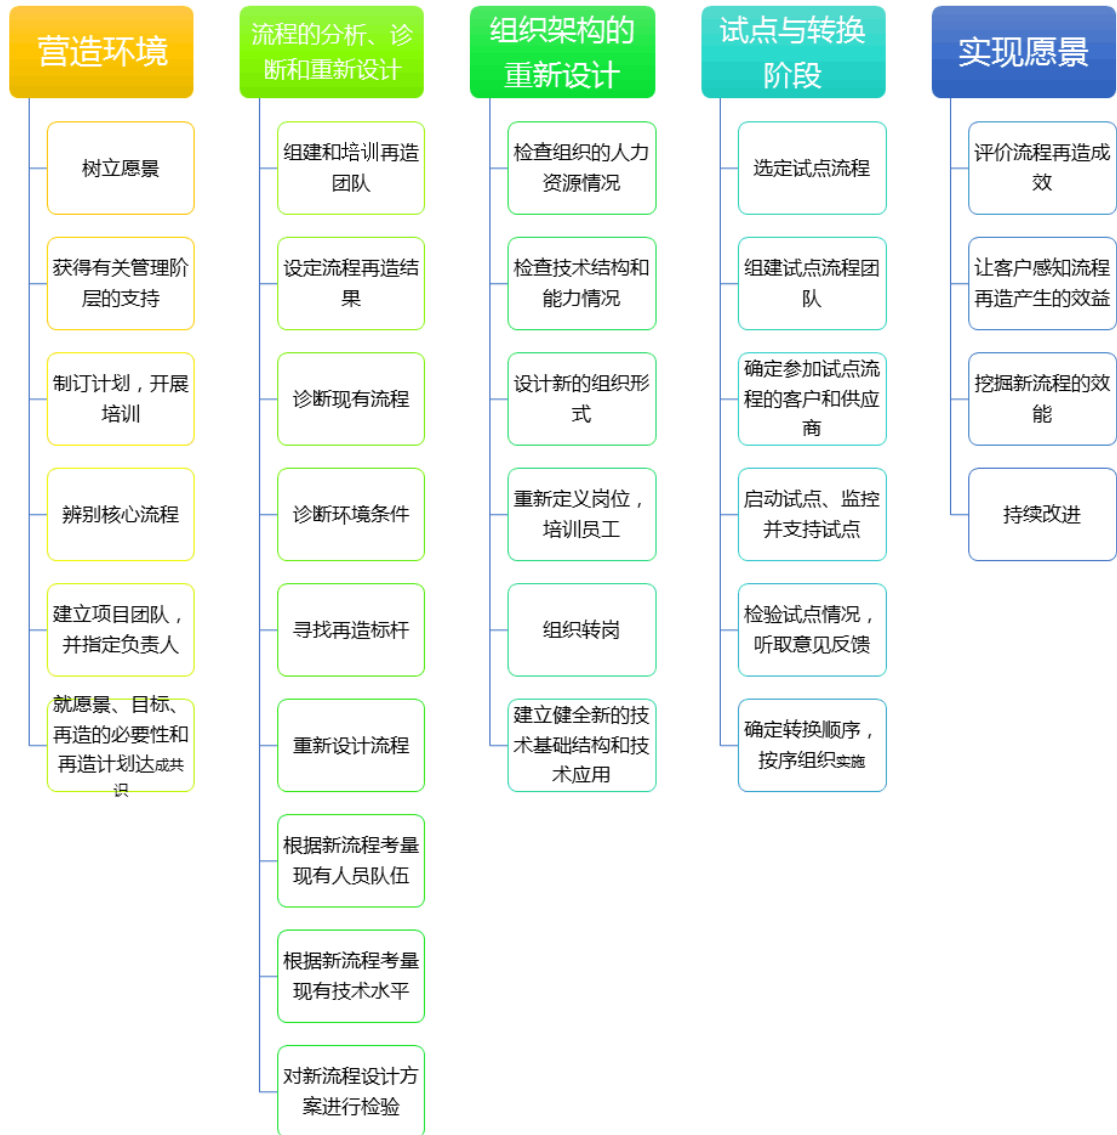 营造环境
树立愿景
获得有关管理阶
层的支持
制订计划，开展
培训
辨别核心流程
建立项目团队，
并指定负责人
就愿景、目标、
再造的必要性和
再造计划达成共
识
流程的分析、诊
断和重新设计
组建和培训再造
团队
设定流程再造结
果
诊断现有流程
诊断环境条件
寻找再造标杆
重新设计流程
根据新流程考量
现有人员队伍
根据新流程考量
现有技术水平
对新流程设计方
案进行检验
组织架构的
重新设计
检查组织的人力
资源情况
检查技术结构和
能力情况
设计新的组织形
式
重新定义岗位，
培训员工
组织转岗
建立健全新的技
术基础结构和技
术应用
试点与转换
阶段
选定试点流程
组建试点流程团
队
确定参加试点流
程的客户和供应
商
启动试点、监控
并支持试点
检验试点情况，
听取意见反馈
确定转换顺序，
按序组织实施
实现愿景
评价流程再造成
效
让客户感知流程
再造产生的效益
挖掘新流程的效
能
持续改进